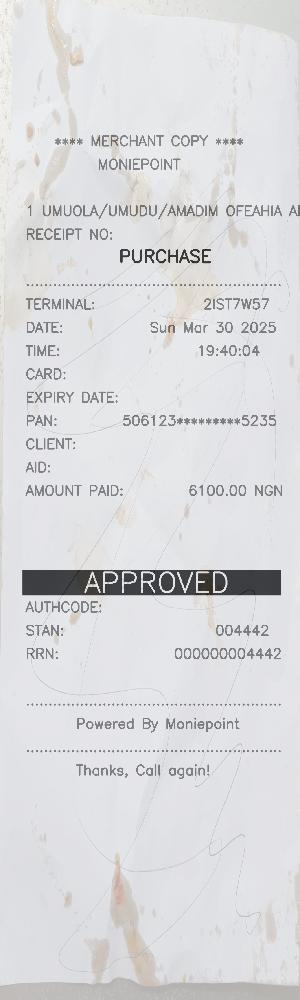 **** MERCHANT COPY ****
MONIEPOINT
1 UMUOLA/UMUDU/AMADIM OFEAHIA
RECEIPT NO:
PURCHASE
TERMINAL: 2IST7W57
DATE: Sun Mar 30 2025
TIME: 19:40:04
CARD:
EXPIRY DATE:
PAN: 506123*********5235
CLIENT:
AID:
AMOUNT PAID: 6100.00 NGN
APPROVED
AUTHCODE:
STAN: 004442
RRN: 000000004442
Powered By Moniepoint
Thanks, Call again!